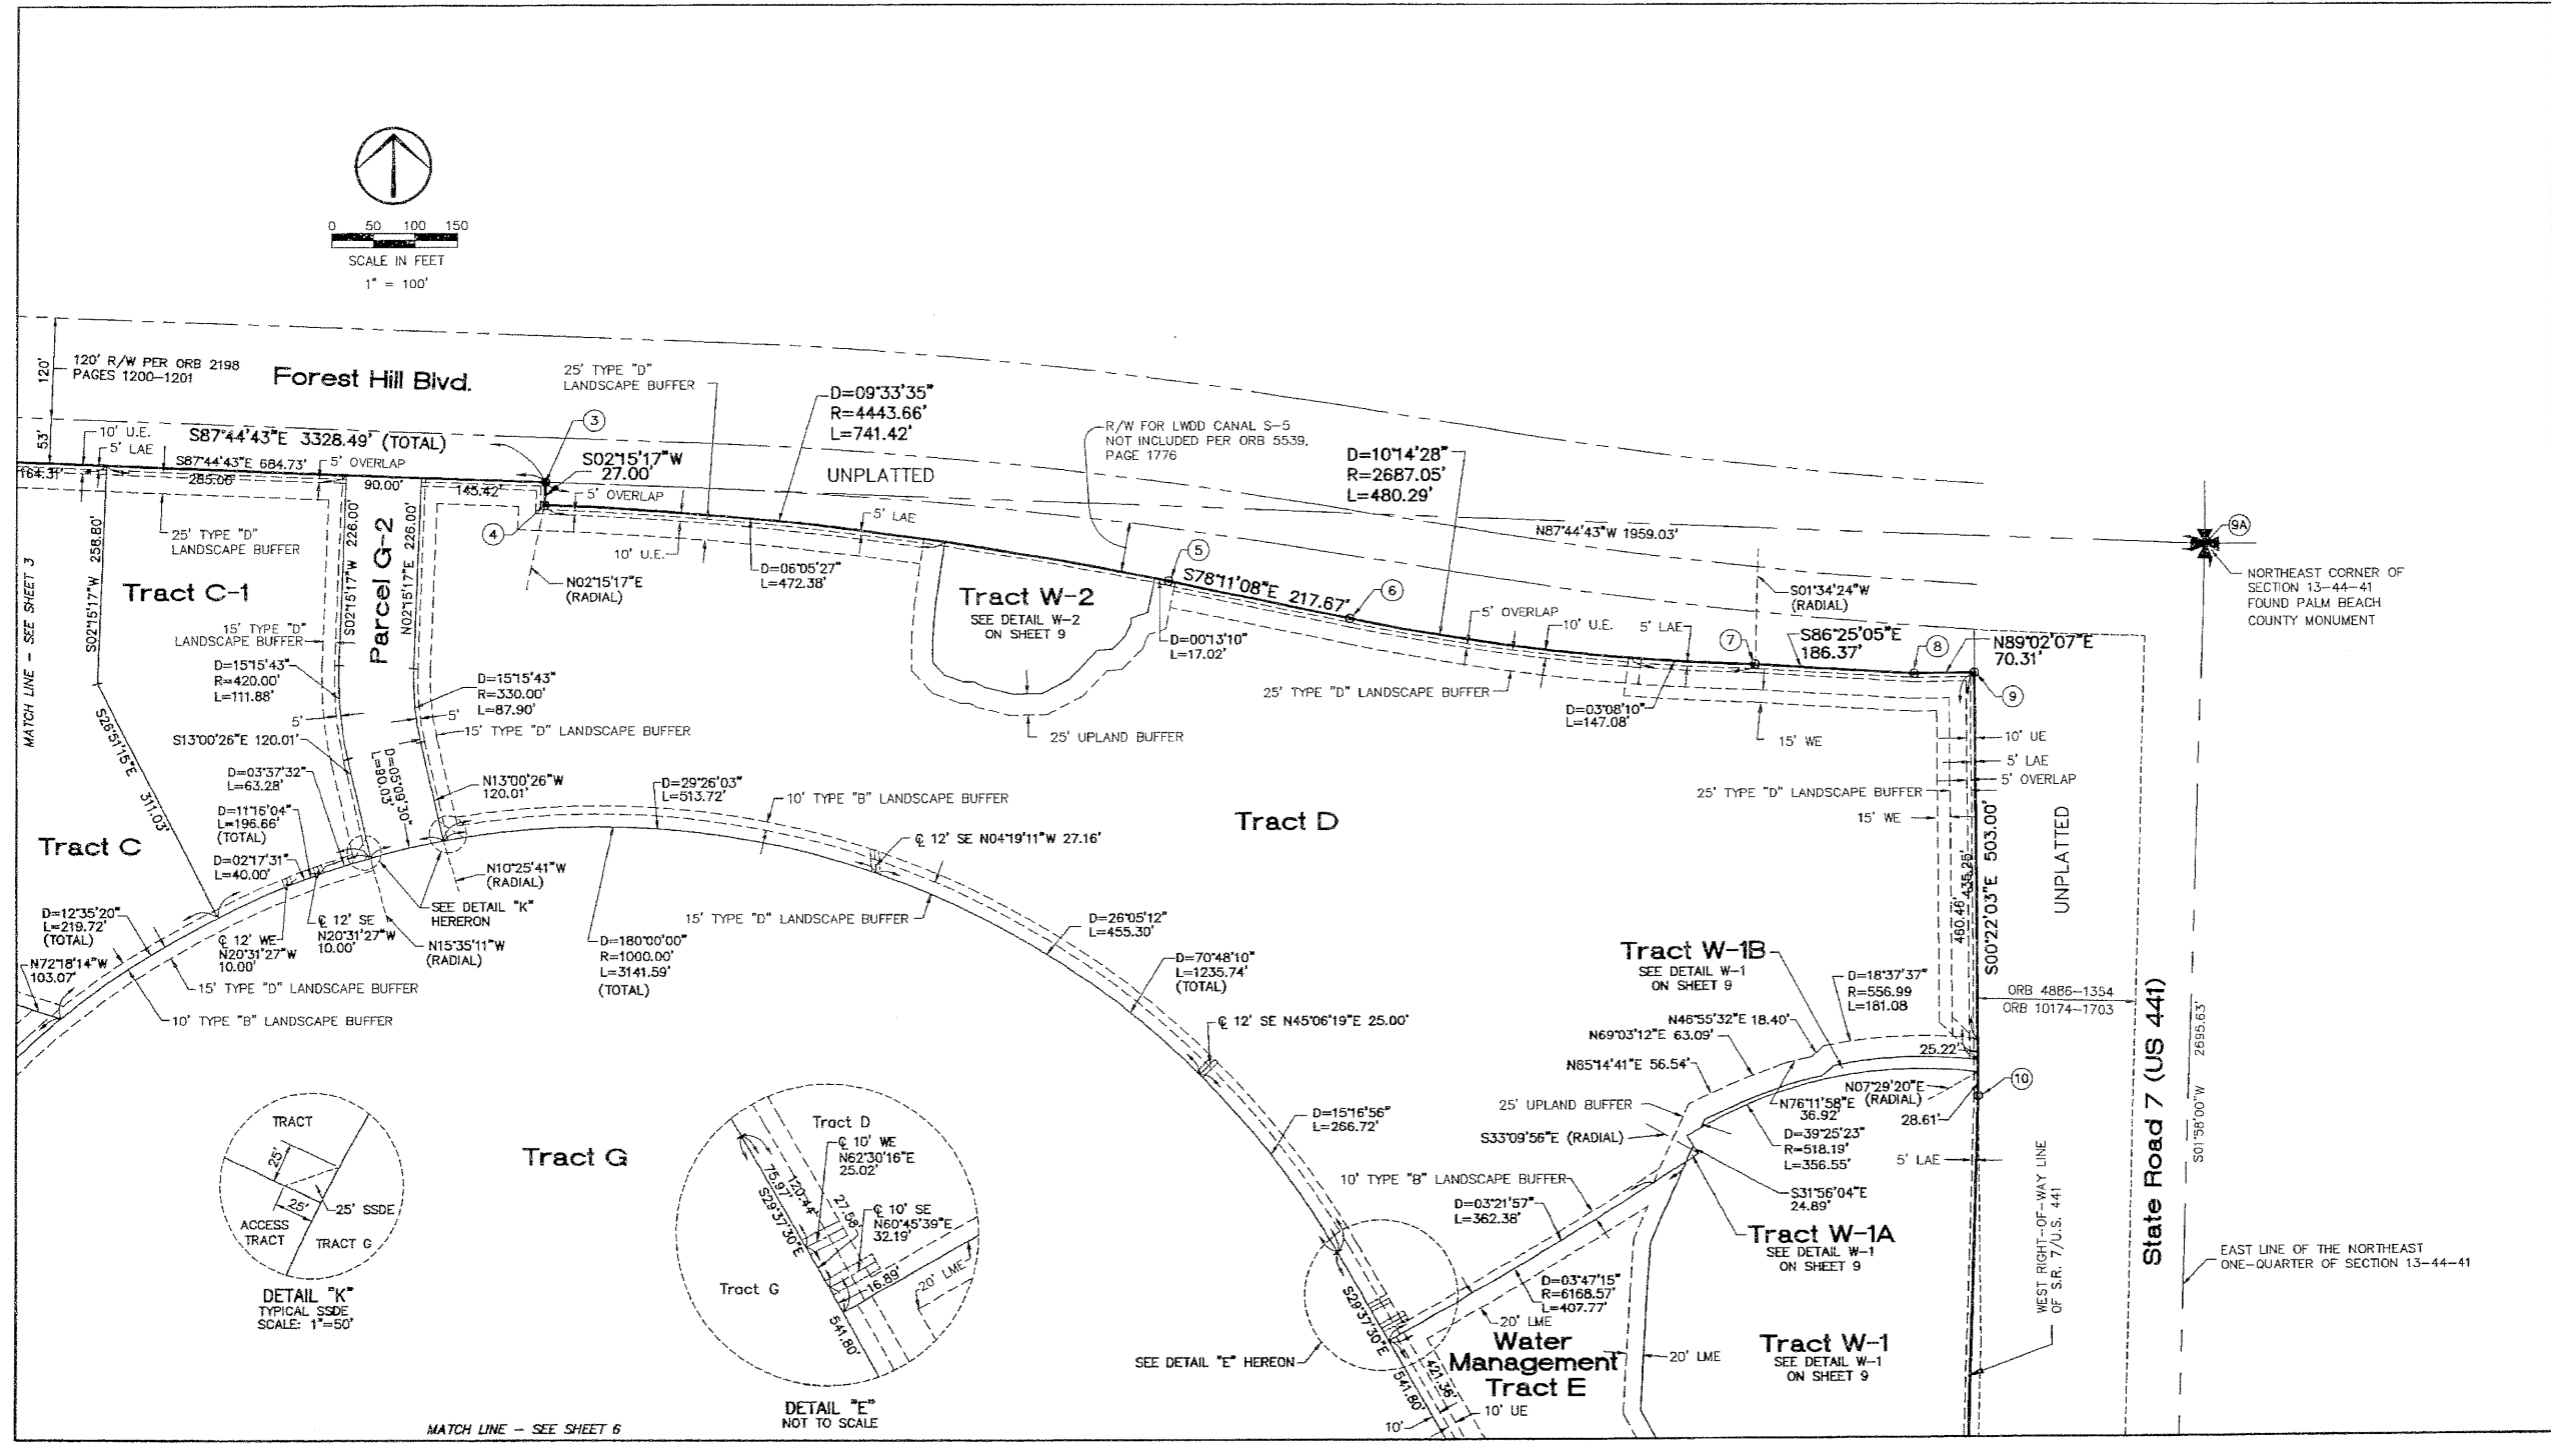 0 50 100 150
SCALE IN FEET
1" = 100'
120'
120' R/W PER ORB 2198
PAGES 1200-1201
Forest Hill Blvd.
25' TYPE "D"
LANDSCAPE BUFFER
D=09°33'35"
R=4443.66'
L=741.42'
3
53'
10' U.E.
5' LAE
S87°44'43"E 3328.49' (TOTAL)
S87°44'43"E 684.73'
5' OVERLAP
164.31'
285.00'
90.00'
145.42'
S02°15'17"W
27.00'
5' OVERLAP
UNPLATTED
R/W FOR LWDD CANAL S-5
NOT INCLUDED PER ORB 5539,
PAGE 1776
D=10°14'28"
R=2687.05'
L=480.29'
N87°44'43"W 1959.03'
9A
NORTHEAST CORNER OF
SECTION 13-44-41
FOUND PALM BEACH
COUNTY MONUMENT
MATCH LINE - SEE SHEET 3
25' TYPE "D"
LANDSCAPE BUFFER
S02°15'17"W 258.80'
Tract C-1
S02°15'17"W 226.00'
Parcel G-2
N02°15'17"E 226.00'
4
10' U.E.
5' LAE
N02°15'17"E
(RADIAL)
D=06°05'27"
L=472.38'
Tract W-2
SEE DETAIL W-2
ON SHEET 9
5
S78°11'08"E 217.67'
6
D=00°13'10"
L=17.02'
5' OVERLAP
10' U.E.
5' LAE
7
S01°34'24"W
(RADIAL)
S86°25'05"E
186.37'
8
N89°02'07"E
70.31'
9
15' TYPE "D"
LANDSCAPE BUFFER
D=15°15'43"
R=420.00'
L=111.88'
D=15°15'43"
R=330.00'
L=87.90'
5'
5'
15' TYPE "D" LANDSCAPE BUFFER
S13°00'26"E 120.01'
S28°51'15"E 311.03'
25' UPLAND BUFFER
25' TYPE "D" LANDSCAPE BUFFER
D=03°08'10"
L=147.08'
15' WE
10' UE
5' LAE
5' OVERLAP
25' TYPE "D" LANDSCAPE BUFFER
15' WE
D=03°37'32"
L=63.28'
D=11°16'04"
L=196.66'
(TOTAL)
D=02°17'31"
L=40.00'
D=05°09'30"
L=90.03'
N13°00'26"W
120.01'
D=29°26'03"
L=513.72'
10' TYPE "B" LANDSCAPE BUFFER
℄ 12' SE N04°19'11"W 27.16'
Tract D
Tract C
N10°25'41"W
(RADIAL)
SEE DETAIL "K"
HERERON
N15°35'11"W
(RADIAL)
℄ 12' SE
N20°31'27"W
10.00'
℄ 12' WE
N20°31'27"W
10.00'
D=12°35'20"
L=219.72'
(TOTAL)
N72°18'14"W
103.07'
15' TYPE "D" LANDSCAPE BUFFER
10' TYPE "B" LANDSCAPE BUFFER
15' TYPE "D" LANDSCAPE BUFFER
D=180°00'00"
R=1000.00'
L=3141.59'
(TOTAL)
D=26°05'12"
L=455.30'
D=70°48'10"
L=1235.74'
(TOTAL)
℄ 12' SE N45°06'19"E 25.00'
460.46'
435.25'
S00°22'03"E 503.00'
UNPLATTED
Tract W-1B
SEE DETAIL W-1
ON SHEET 9
D=18°37'37"
R=556.99
L=181.08
N46°55'32"E 18.40'
N69°03'12"E 63.09'
N65°14'41"E 56.54'
25' UPLAND BUFFER
S33°09'56"E (RADIAL)
25.22'
N07°29'20"E
(RADIAL)
28.61'
N76°11'58"E
36.92'
D=39°25'23"
R=518.19'
L=356.55'
10
5' LAE
ORB 4886-1354
ORB 10174-1703
State Road 7 (US 441)
S01°58'00"W 2695.63'
WEST RIGHT-OF-WAY LINE
OF S.R. 7/U.S. 441
EAST LINE OF THE NORTHEAST
ONE-QUARTER OF SECTION 13-44-41
D=15°16'56"
L=266.72'
10' TYPE "B" LANDSCAPE BUFFER
D=03°21'57"
L=362.38'
S31°56'04"E
24.89'
Tract W-1A
SEE DETAIL W-1
ON SHEET 9
D=03°47'15"
R=6168.57'
L=407.77'
20' LME
Water
Management
Tract E
20' LME
Tract W-1
SEE DETAIL W-1
ON SHEET 9
S29°37'30"E
541.80'
421.36'
10' UE
10'
SEE DETAIL "E" HEREON
Tract G
TRACT
25'
25'
25' SSDE
ACCESS
TRACT
TRACT G
DETAIL "K"
TYPICAL SSDE
SCALE: 1"=50'
Tract D
℄ 10' WE
N62°30'16"E
25.02'
75.97'
120.44'
S29°37'30"E
27.58'
℄ 10' SE
N60°45'39"E
32.19'
16.89'
20' LME
Tract G
541.80'
DETAIL "E"
NOT TO SCALE
MATCH LINE - SEE SHEET 6